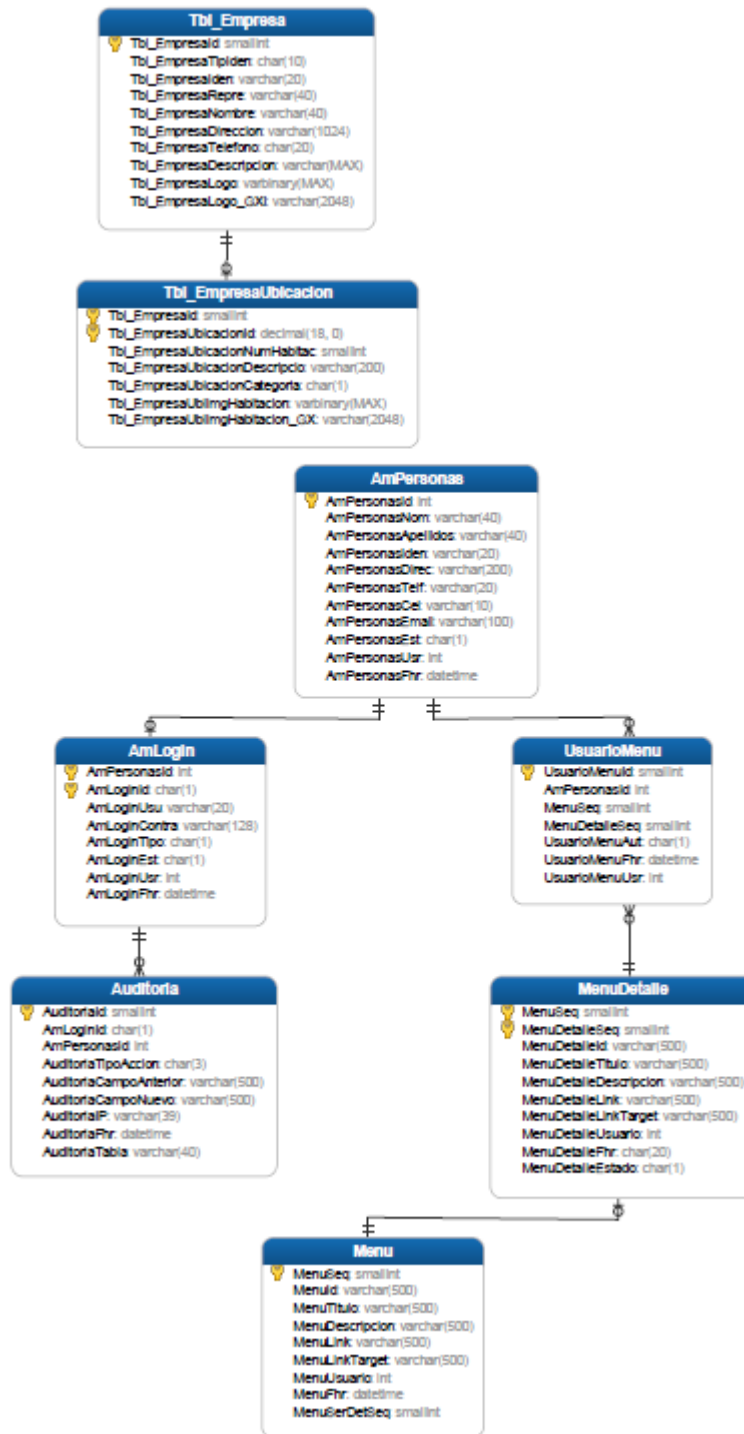 Tbl_Empresa
Tbl_EmpresaId: smallint
Tbl_EmpresaTipIden: char(10)
Tbl_EmpresaIden: varchar(20)
Tbl_EmpresaRepre: varchar(40)
Tbl_EmpresaNombre: varchar(40)
Tbl_EmpresaDireccion: varchar(1024)
Tbl_EmpresaTelefono: char(20)
Tbl_EmpresaDescripcion: varchar(MAX)
Tbl_EmpresaLogo: varbinary(MAX)
Tbl_EmpresaLogo_GXI: varchar(2048)
Tbl_EmpresaUbicacion
Tbl_EmpresaId: smallint
Tbl_EmpresaUbicacionId: decimal(18, 0)
Tbl_EmpresaUbicacionNumHabitac: smallint
Tbl_EmpresaUbicacionDescripcio: varchar(200)
Tbl_EmpresaUbicacionCategoria: char(1)
Tbl_EmpresaUbiImgHabitacion: varbinary(MAX)
Tbl_EmpresaUbiImgHabitacion_GX: varchar(2048)
AmPersonas
AmPersonasId: int
AmPersonasNom: varchar(40)
AmPersonasApellidos: varchar(40)
AmPersonasIden: varchar(20)
AmPersonasDirec: varchar(200)
AmPersonasTelf: varchar(20)
AmPersonasCel: varchar(10)
AmPersonasEmail: varchar(100)
AmPersonasEst: char(1)
AmPersonasUsr: int
AmPersonasFhr: datetime
AmLogin
AmPersonasId: int
AmLoginId: char(1)
AmLoginUsu: varchar(20)
AmLoginContra: varchar(128)
AmLoginTipo: char(1)
AmLoginEst: char(1)
AmLoginUsr: int
AmLoginFhr: datetime
UsuarioMenu
UsuarioMenuId: smallint
AmPersonasId: int
MenuSeq: smallint
MenuDetalleSeq: smallint
UsuarioMenuAut: char(1)
UsuarioMenuFhr: datetime
UsuarioMenuUsr: int
Auditoria
AuditoriaId: smallint
AmLoginId: char(1)
AmPersonasId: int
AuditoriaTipoAccion: char(3)
AuditoriaCampoAnterior: varchar(500)
AuditoriaCampoNuevo: varchar(500)
AuditoriaIP: varchar(39)
AuditoriaFhr: datetime
AuditoriaTabla: varchar(40)
MenuDetalle
MenuSeq: smallint
MenuDetalleSeq: smallint
MenuDetalleId: varchar(500)
MenuDetalleTitulo: varchar(500)
MenuDetalleDescripcion: varchar(500)
MenuDetalleLink: varchar(500)
MenuDetalleLinkTarget: varchar(500)
MenuDetalleUsuario: int
MenuDetalleFhr: char(20)
MenuDetalleEstado: char(1)
Menu
MenuSeq: smallint
MenuId: varchar(500)
MenuTitulo: varchar(500)
MenuDescripcion: varchar(500)
MenuLink: varchar(500)
MenuLinkTarget: varchar(500)
MenuUsuario: int
MenuFhr: datetime
MenuSerDetSeq: smallint